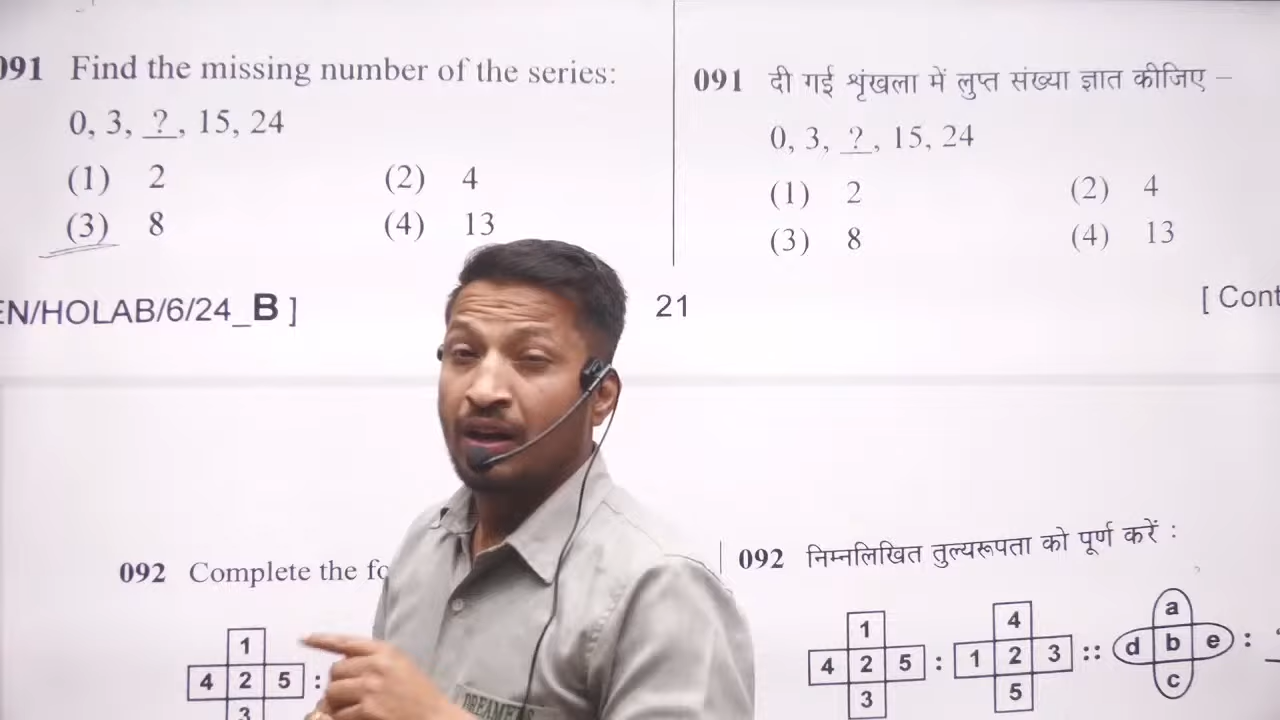 091 Find the missing number of the series:
0, 3, ?, 15, 24
(1) 2 (2) 4
(3) 8 (4) 13
EN/HOLAB/6/24_B ]
091 दी गई शृंखला में लुप्त संख्या ज्ञात कीजिए –
0, 3, ?, 15, 24
(1) 2 (2) 4
(3) 8 (4) 13
21
[ Cont
092 Complete the fo
1
4 2 5 :
3
092 निम्नलिखित तुल्यरूपता को पूर्ण करें :
1 4 a
4 2 5 : 1 2 3 :: d b e :
3 5 c